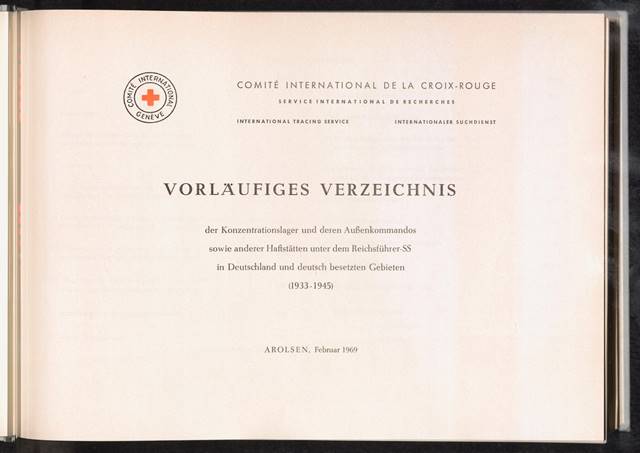 COMITÉ INTERNATIONAL
GENÈVE
COMITÉ INTERNATIONAL DE LA CROIX-ROUGE
SERVICE INTERNATIONAL DE RECHERCHES
INTERNATIONAL TRACING SERVICE INTERNATIONALER SUCHDIENST
VORLÄUFIGES VERZEICHNIS
der Konzentrationslager und deren Außenkommandos
sowie anderer Haftstätten unter dem Reichsführer-SS
in Deutschland und deutsch besetzten Gebieten
(1933-1945)
AROLSEN, Februar 1969